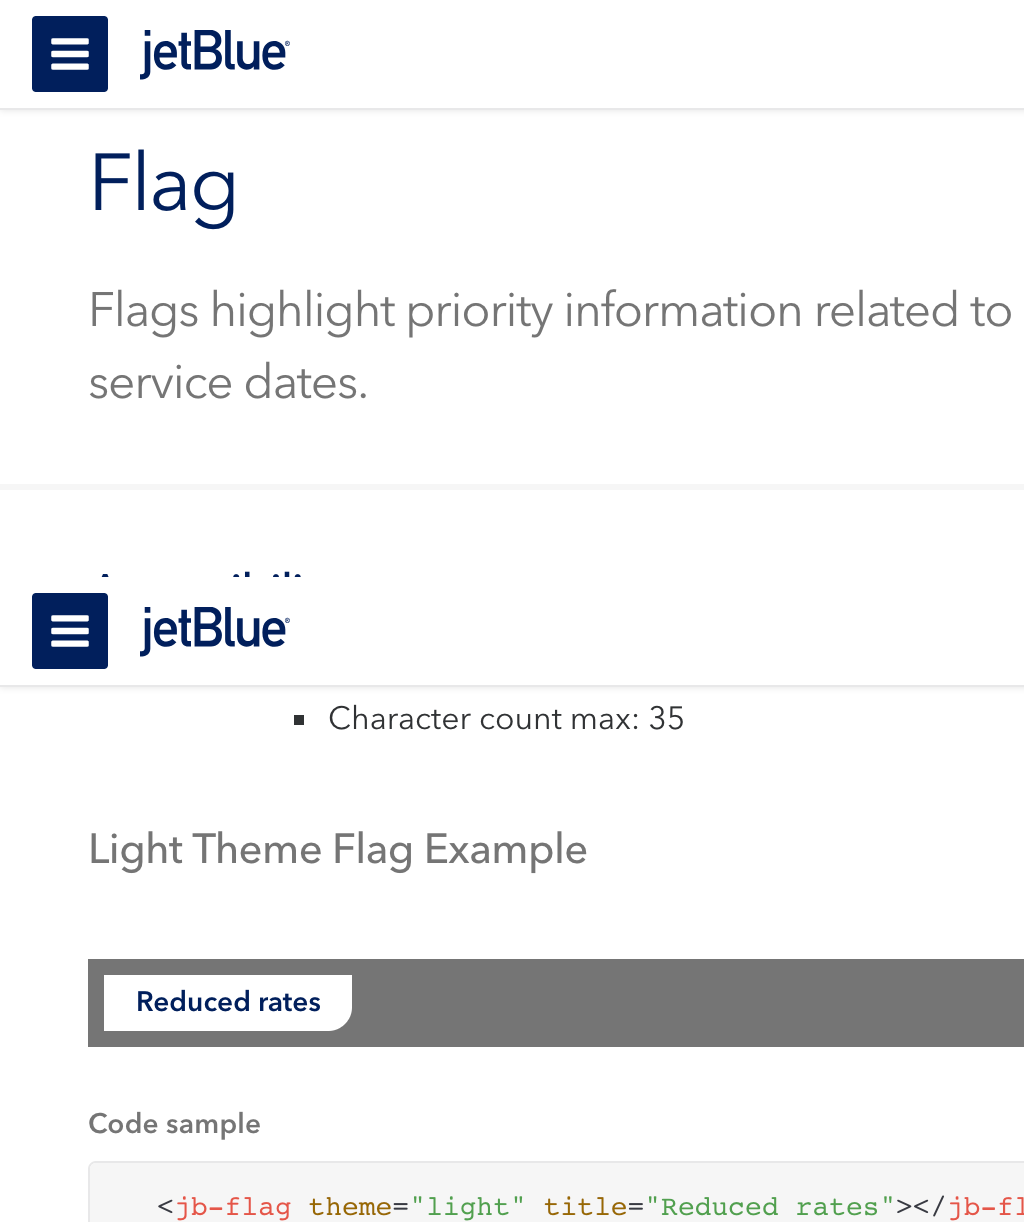 jetBlue
Flag
Flags highlight priority information related to
service dates.
jetBlue
Character count max: 35
Light Theme Flag Example
Reduced rates
Code sample
<jb-flag theme="light" title="Reduced rates"></jb-fl